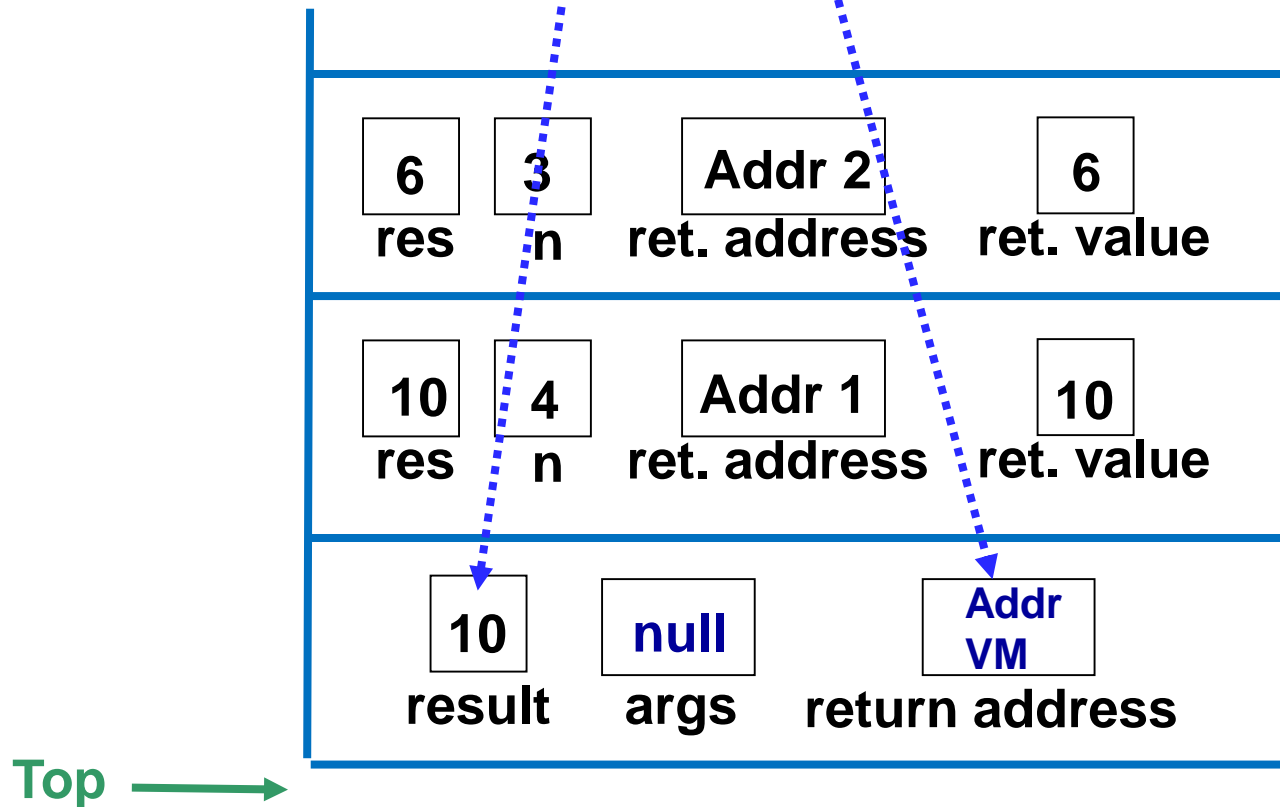 6 3 Addr 2 6
res n ret. address ret. value
10 4 Addr 1 10
res n ret. address ret. value
10 null Addr
VM
result args return address
Top